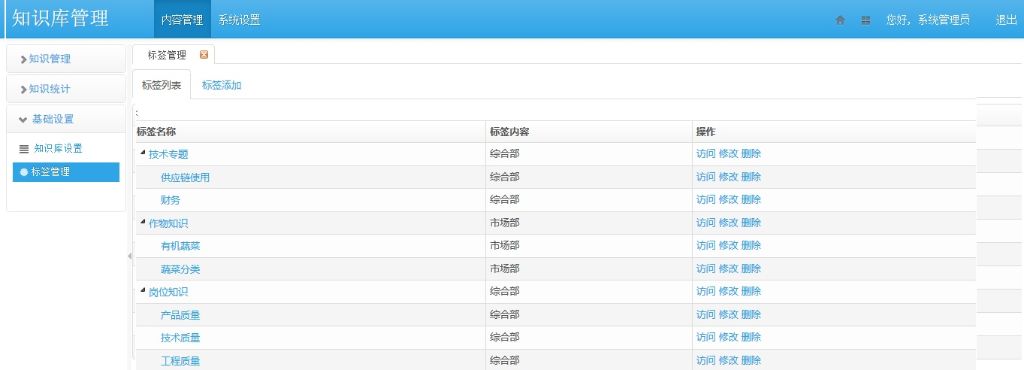 知识库管理 内容管理 系统设置 您好，系统管理员 退出
知识管理
知识统计
基础设置
知识库设置
标签管理
标签管理
标签列表 标签添加
:
标签名称 标签内容 操作
技术专题 综合部 访问 修改 删除
供应链使用 综合部 访问 修改 删除
财务 综合部 访问 修改 删除
作物知识 市场部 访问 修改 删除
有机蔬菜 市场部 访问 修改 删除
蔬菜分类 市场部 访问 修改 删除
岗位知识 综合部 访问 修改 删除
产品质量 综合部 访问 修改 删除
技术质量 综合部 访问 修改 删除
工程质量 综合部 访问 修改 删除